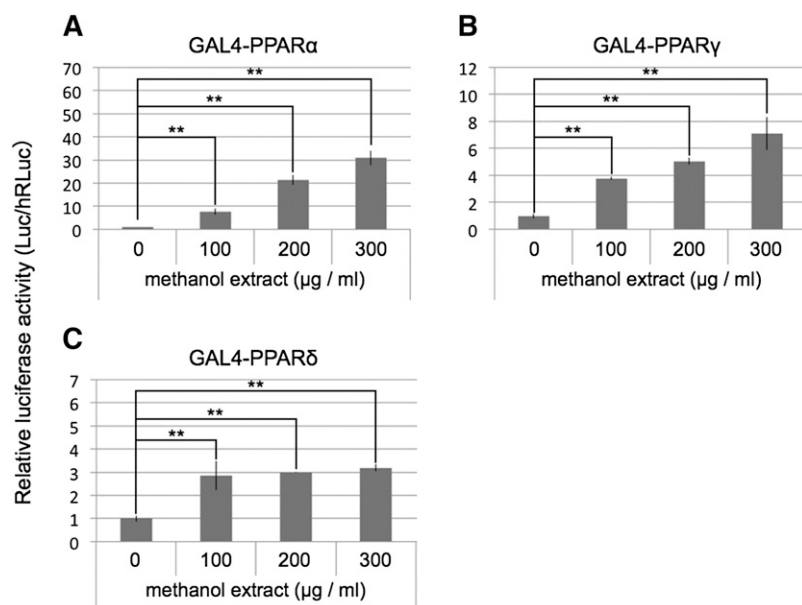 A
GAL4-PPARα
70
60
50
40
30
20
10
0
**
**
**
0 100 200 300
methanol extract (μg / ml)
B
GAL4-PPARγ
12
10
8
6
4
2
0
**
**
**
0 100 200 300
methanol extract (μg / ml)
C
GAL4-PPARδ
7
6
5
4
3
2
1
0
**
**
**
0 100 200 300
methanol extract (μg / ml)
Relative luciferase activity (Luc/hRLuc)